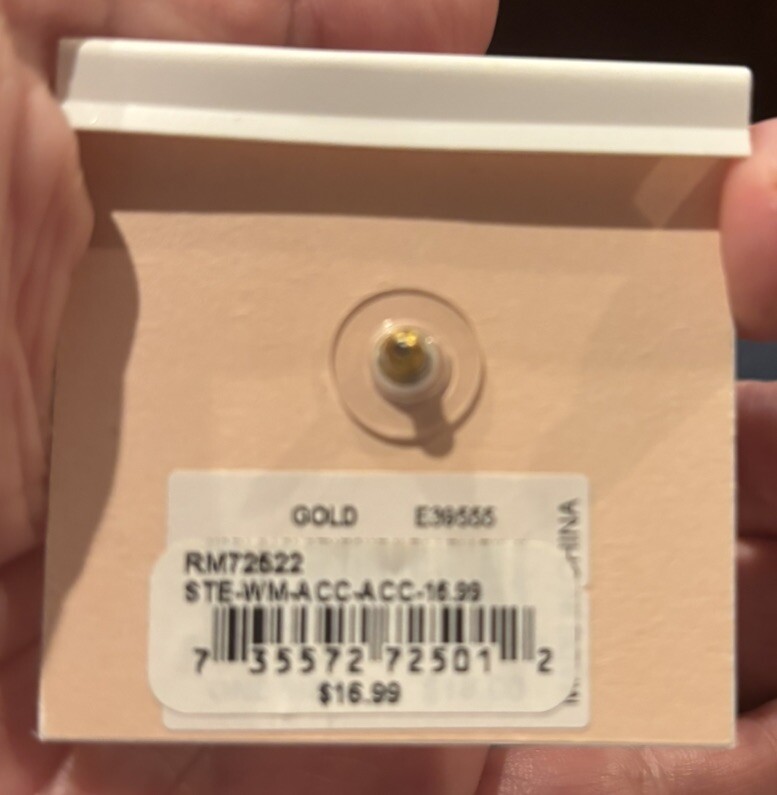 GOLD E39555
RM72522
STE-WM-ACC-ACC-16.99
7 35572 72501 2
$16.99